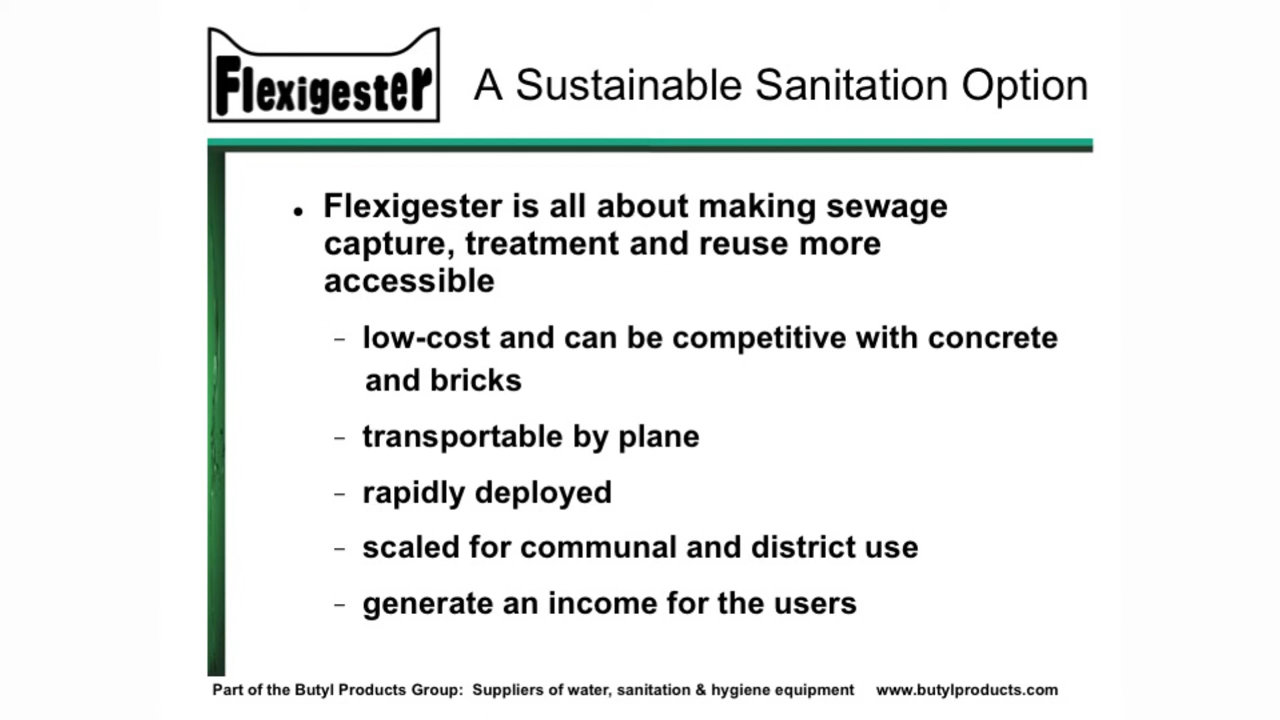 Flexigester
A Sustainable Sanitation Option
• Flexigester is all about making sewage
capture, treatment and reuse more
accessible
– low-cost and can be competitive with concrete
and bricks
– transportable by plane
– rapidly deployed
– scaled for communal and district use
– generate an income for the users
Part of the Butyl Products Group: Suppliers of water, sanitation & hygiene equipment www.butylproducts.com